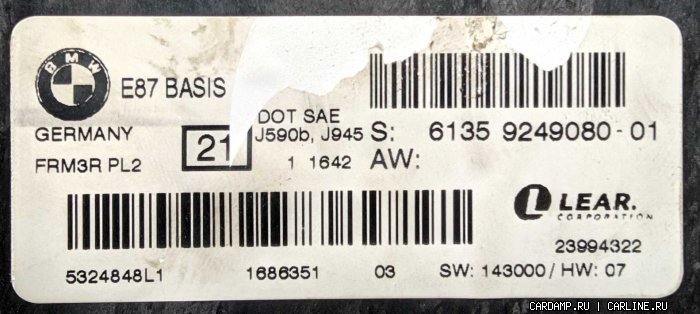 BMW
E87 BASIS
GERMANY
FRM3R PL2
21
DOT SAE
J590b, J945
1 1642
S: 6135 9249080-01
AW:
LEAR.
CORPORATION
23994322
5324848L1 1686351 03 SW: 143000 / HW: 07
CARDAMP.RU | CARLINE.RU